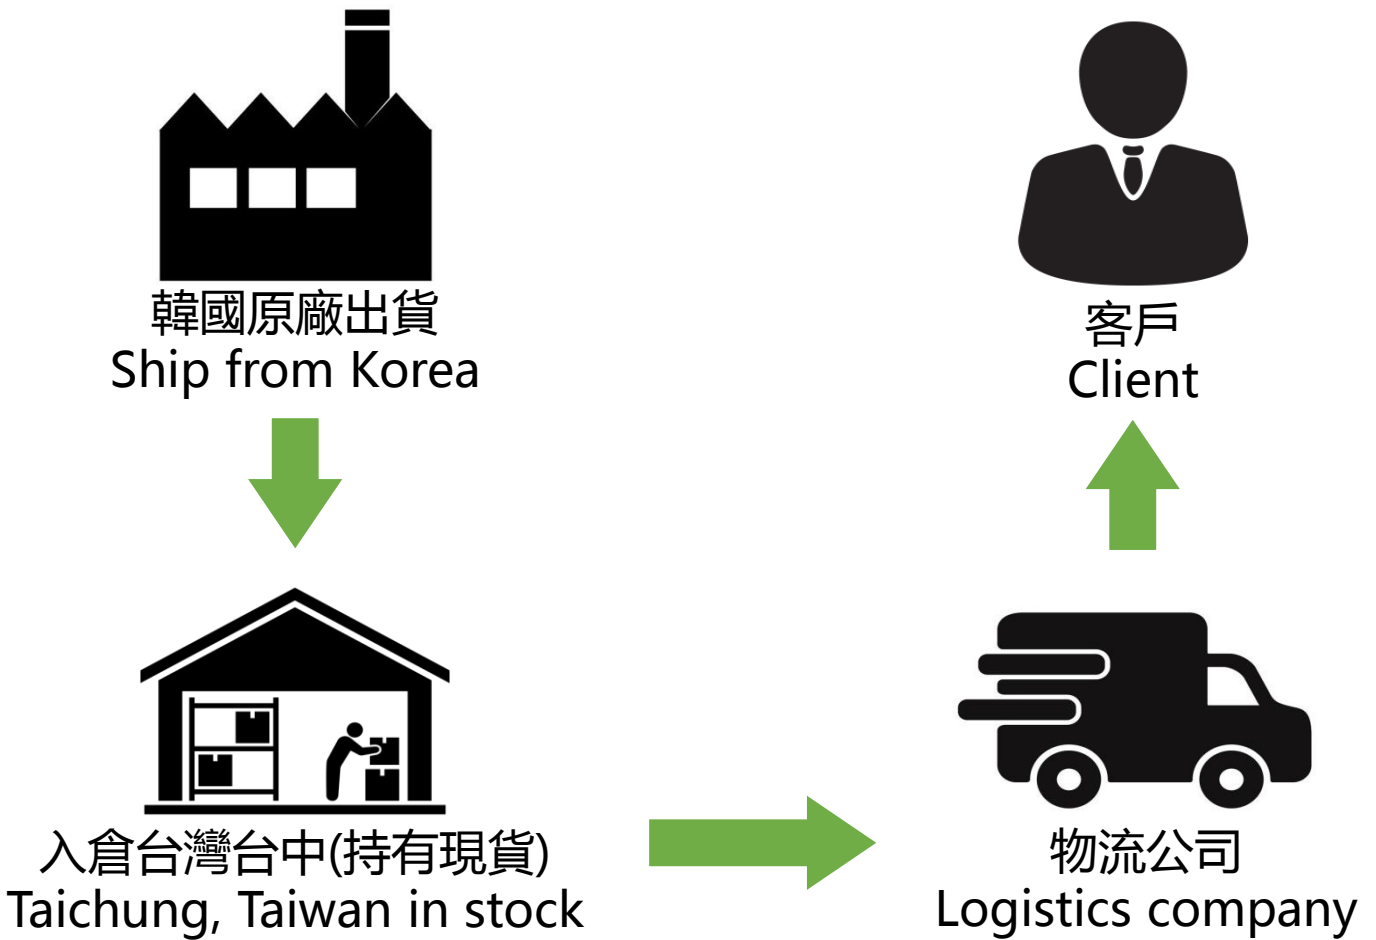 韓國原廠出貨
Ship from Korea
入倉台灣台中(持有現貨)
Taichung, Taiwan in stock
物流公司
Logistics company
客戶
Client